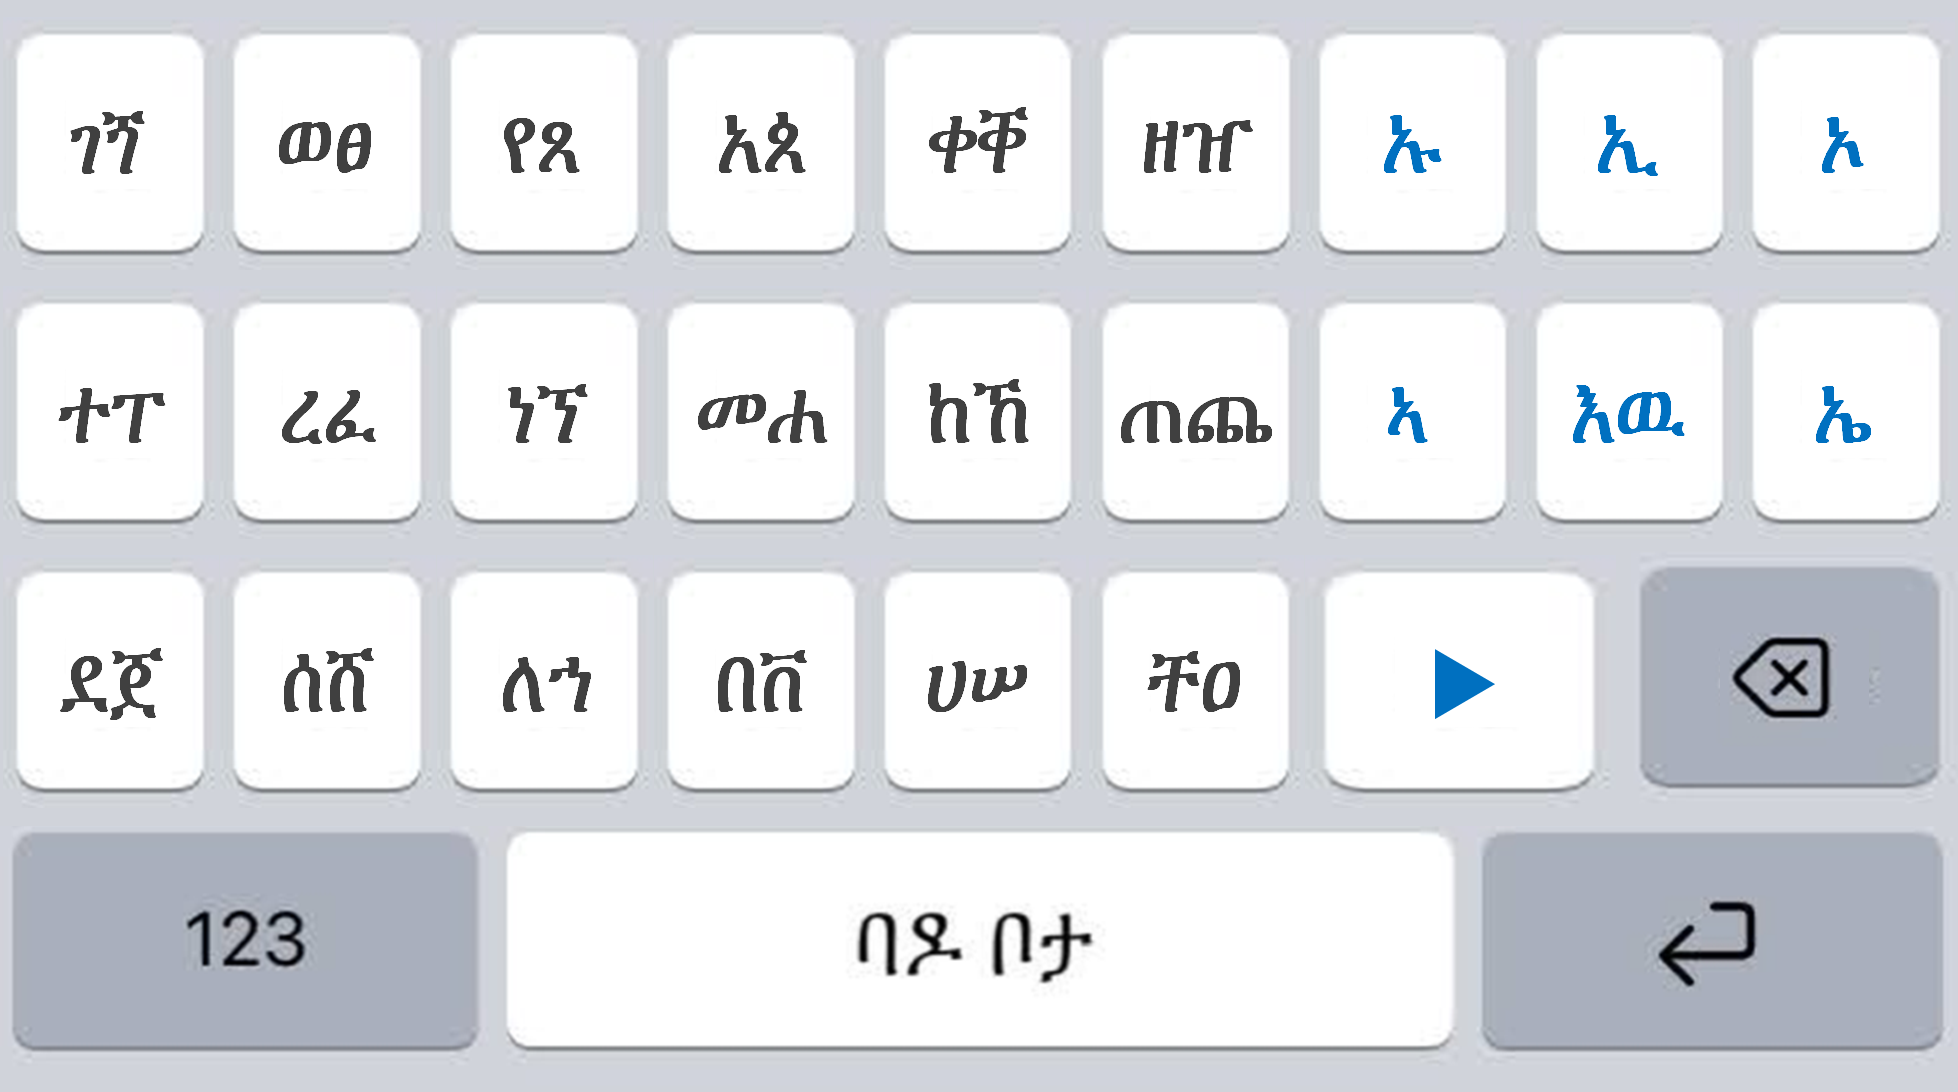 ገኘ ወፀ የጸ አጰ ቀቐ ዘዠ ኡ ኢ ኦ
ተፐ ረፈ ነኘ መሐ ከኸ ጠጨ ኣ እዉ ኤ
ደጀ ሰሸ ለኀ በቨ ሀሠ ቸዐ
123 ባዶ ቦታ